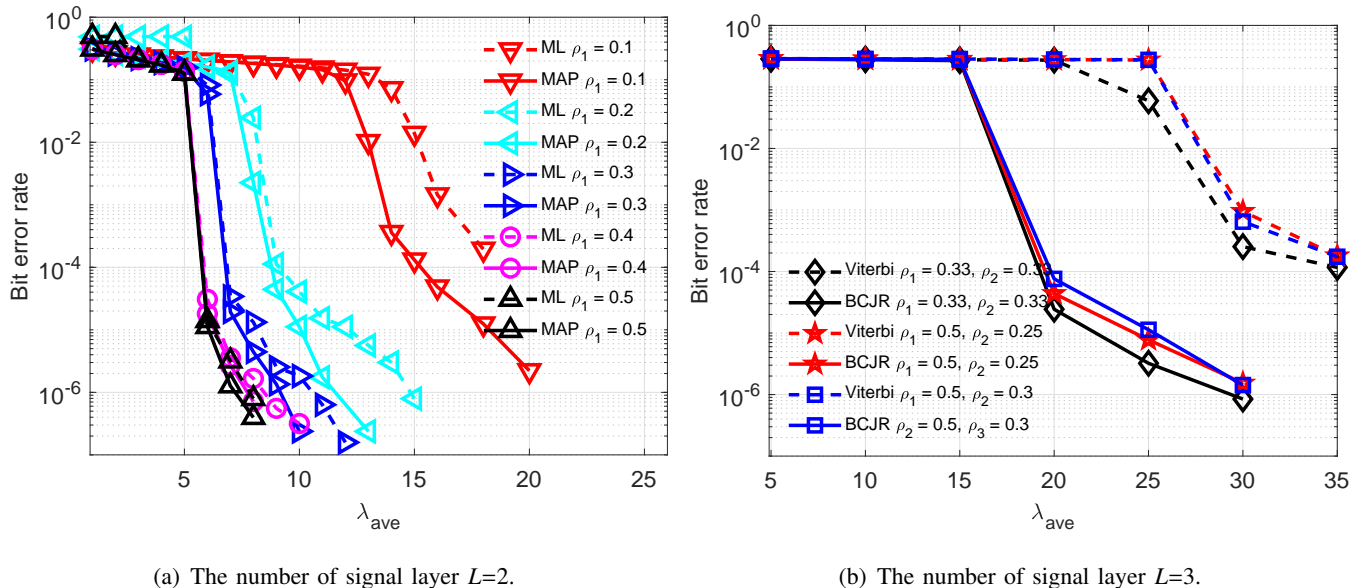 10^0
10^-2
10^-4
10^-6
Bit error rate
5 10 15 20 25
λ_ave
ML ρ_1 = 0.1
MAP ρ_1 = 0.1
ML ρ_1 = 0.2
MAP ρ_1 = 0.2
ML ρ_1 = 0.3
MAP ρ_1 = 0.3
ML ρ_1 = 0.4
MAP ρ_1 = 0.4
ML ρ_1 = 0.5
MAP ρ_1 = 0.5
(a) The number of signal layer L=2.
10^0
10^-2
10^-4
10^-6
Bit error rate
5 10 15 20 25 30 35
λ_ave
Viterbi ρ_1 = 0.33, ρ_2 = 0.33
BCJR ρ_1 = 0.33, ρ_2 = 0.33
Viterbi ρ_1 = 0.5, ρ_2 = 0.25
BCJR ρ_1 = 0.5, ρ_2 = 0.25
Viterbi ρ_1 = 0.5, ρ_2 = 0.3
BCJR ρ_2 = 0.5, ρ_3 = 0.3
(b) The number of signal layer L=3.